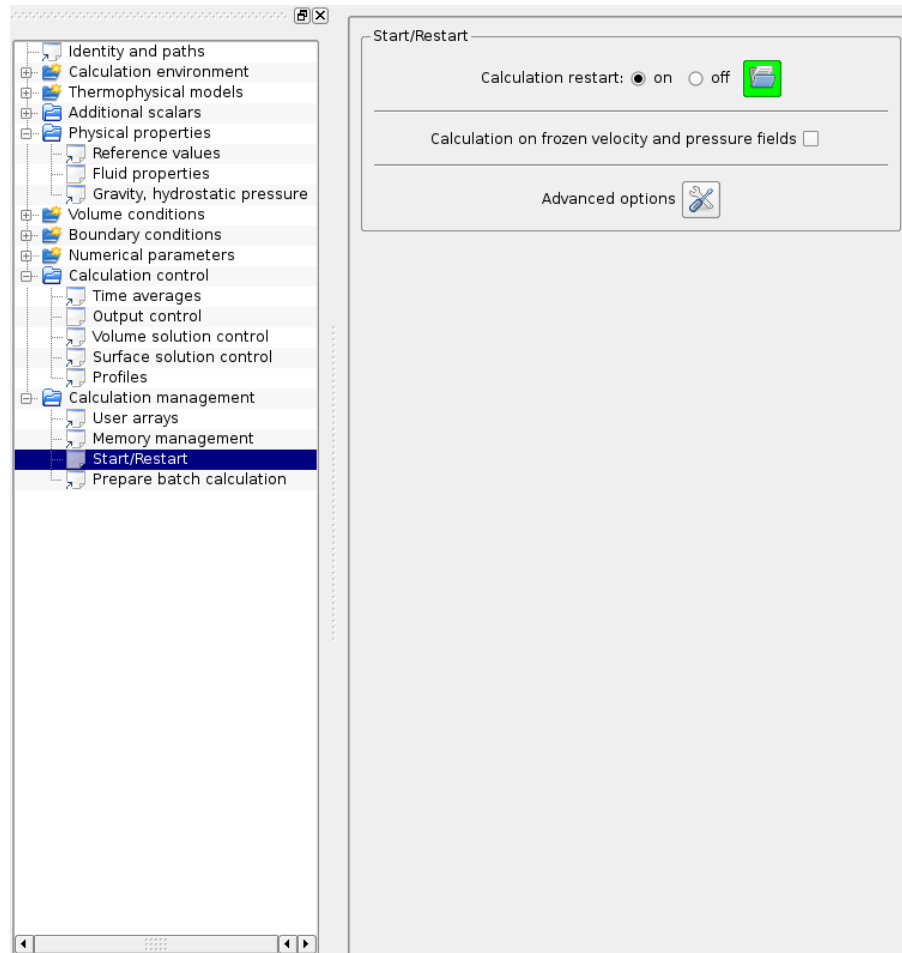 Identity and paths
Calculation environment
Thermophysical models
Additional scalars
Physical properties
Reference values
Fluid properties
Gravity, hydrostatic pressure
Volume conditions
Boundary conditions
Numerical parameters
Calculation control
Time averages
Output control
Volume solution control
Surface solution control
Profiles
Calculation management
User arrays
Memory management
Start/Restart
Prepare batch calculation
Start/Restart
Calculation restart: on off
Calculation on frozen velocity and pressure fields
Advanced options